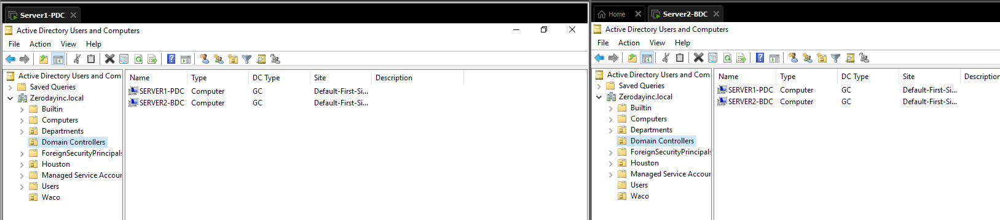 Server1-PDC
Active Directory Users and Computers
File Action View Help
Active Directory Users and Com
Saved Queries
Zerodayinc.local
Builtin
Computers
Departments
Domain Controllers
ForeignSecurityPrincipals
Houston
Managed Service Accour
Users
Waco
Name Type DC Type Site Description
SERVER1-PDC Computer GC Default-First-Si...
SERVER2-BDC Computer GC Default-First-Si...
Home Server2-BDC
Active Directory Users and Computers
File Action View Help
Active Directory Users and Com
Saved Queries
Zerodayinc.local
Builtin
Computers
Departments
Domain Controllers
ForeignSecurityPrincipals
Houston
Managed Service Accour
Users
Waco
Name Type DC Type Site Description
SERVER1-PDC Computer GC Default-First-Si...
SERVER2-BDC Computer GC Default-First-Si...